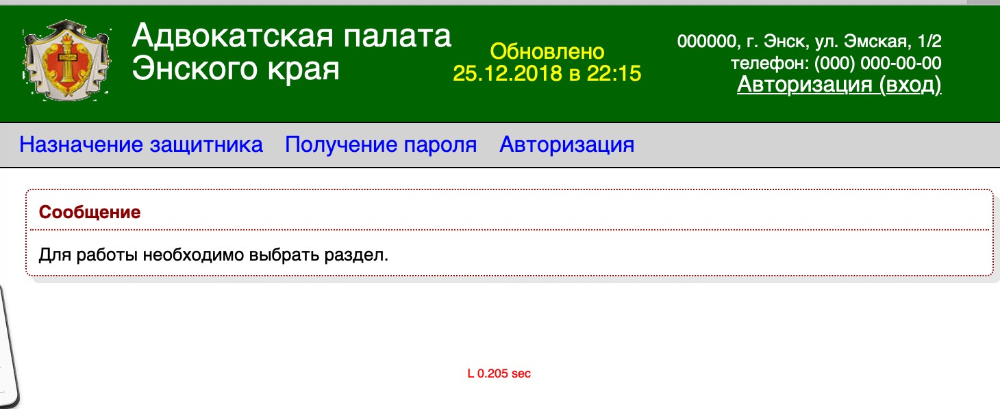 Адвокатская палата
Энского края
Обновлено
25.12.2018 в 22:15
000000, г. Энск, ул. Эмская, 1/2
телефон: (000) 000-00-00
Авторизация (вход)
Назначение защитника Получение пароля Авторизация
Сообщение
Для работы необходимо выбрать раздел.
L 0.205 sec